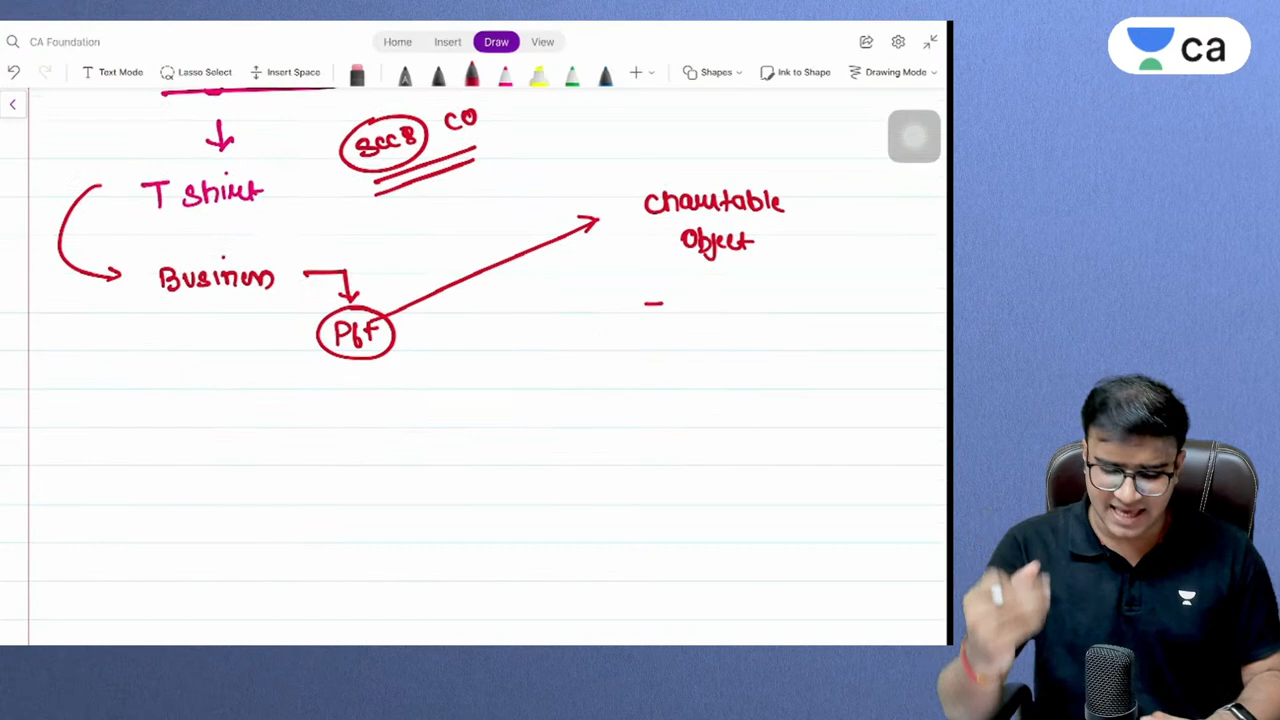 CA Foundation
Home Insert Draw View
ca
Text Mode Lasso Select Insert Space Shapes Ink to Shape Drawing Mode
Sec 8 CO
T Shirt
Charitable
Object
Business